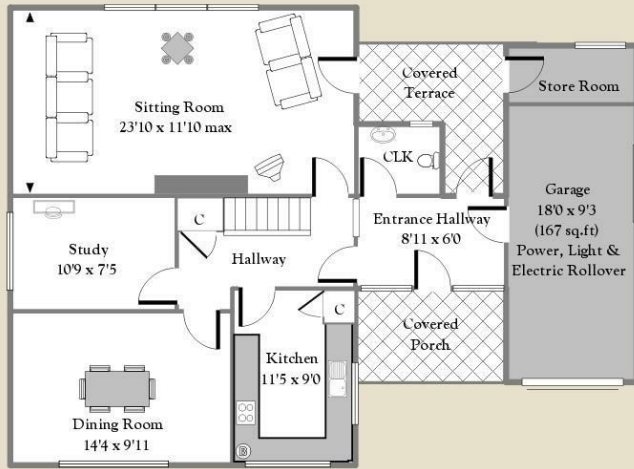 Sitting Room
23'10 x 11'10 max
Covered
Terrace
Store Room
CLK
Garage
18'0 x 9'3
(167 sq.ft)
Power, Light &
Electric Rollover
Entrance Hallway
8'11 x 6'0
C
Study
10'9 x 7'5
Hallway
C
Covered
Porch
Kitchen
11'5 x 9'0
Dining Room
14'4 x 9'11
B